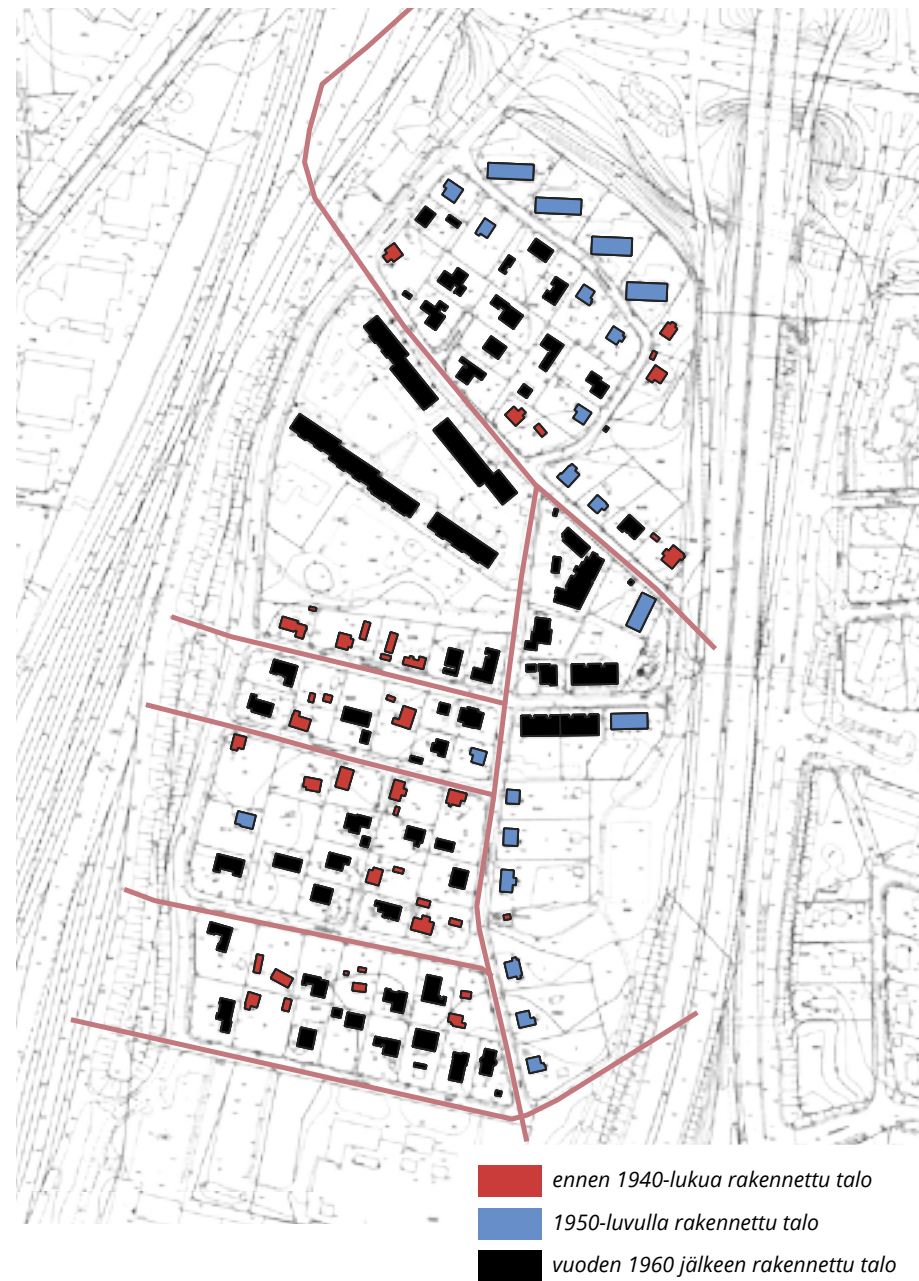 ennen 1940-lukua rakennettu talo
1950-luvulla rakennettu talo
vuoden 1960 jälkeen rakennettu talo